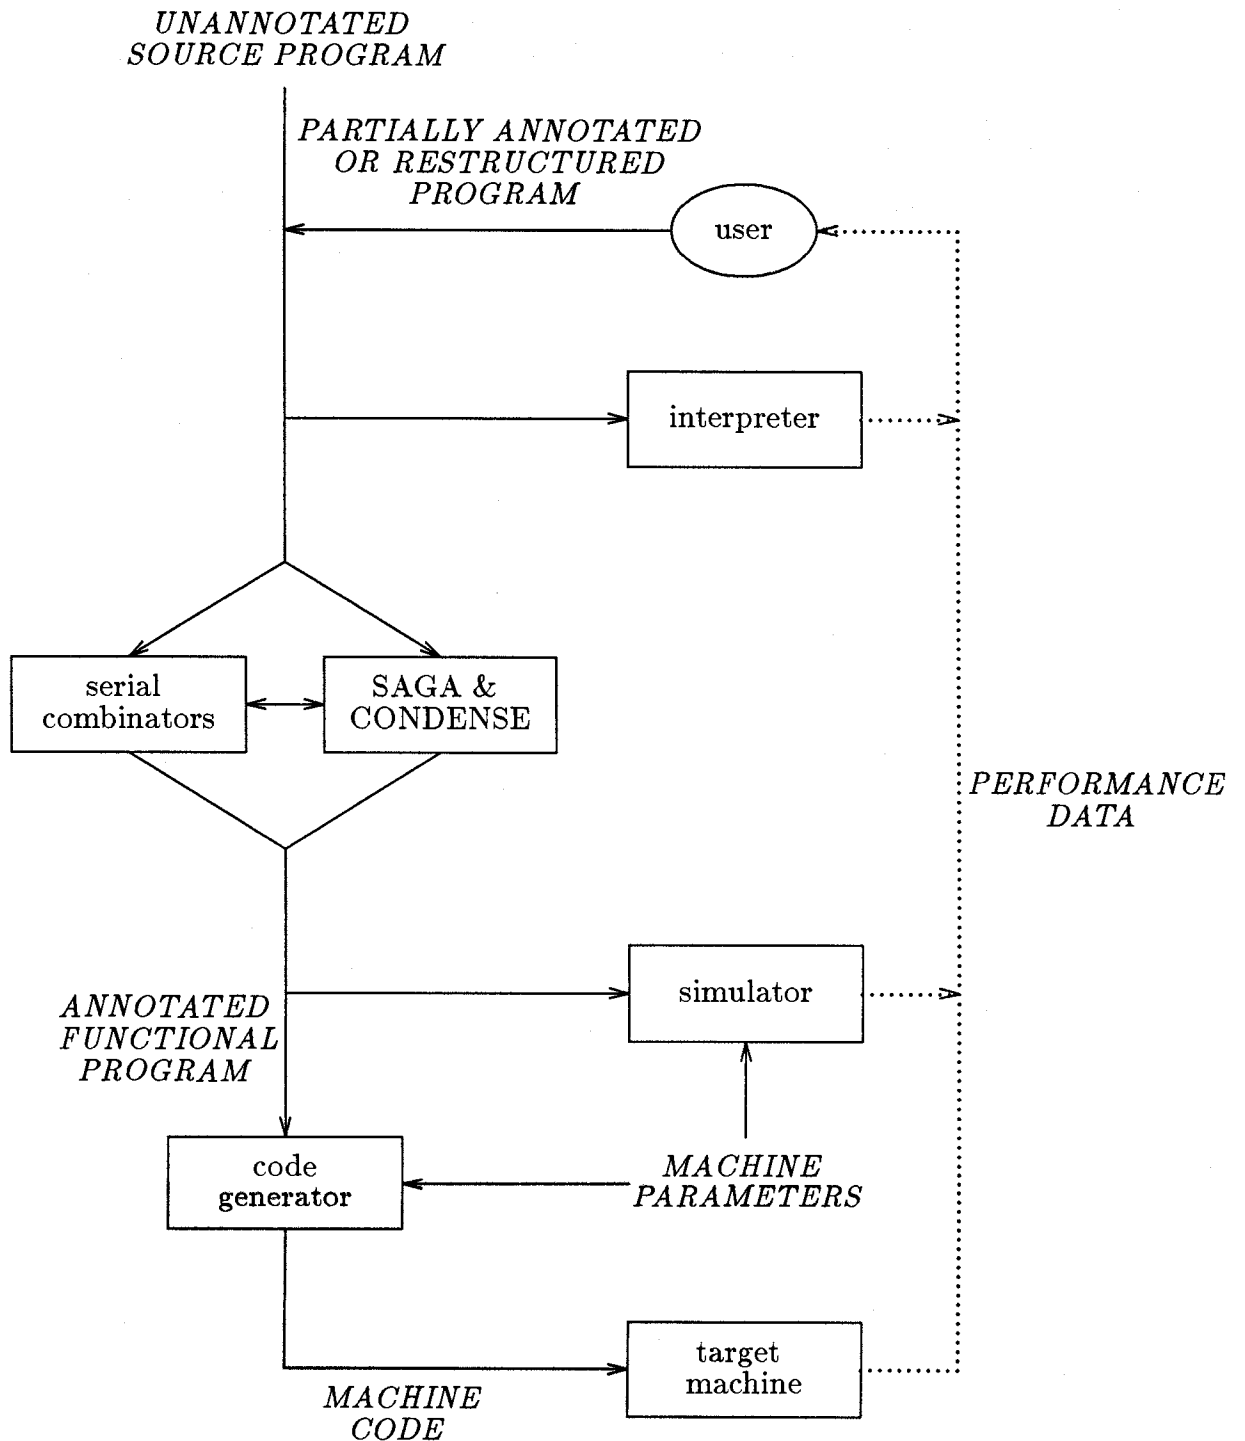 UNANNOTATED
SOURCE PROGRAM
PARTIALLY ANNOTATED
OR RESTRUCTURED
PROGRAM
user
interpreter
serial
combinators
SAGA &
CONDENSE
PERFORMANCE
DATA
simulator
ANNOTATED
FUNCTIONAL
PROGRAM
code
generator
MACHINE
PARAMETERS
target
machine
MACHINE
CODE